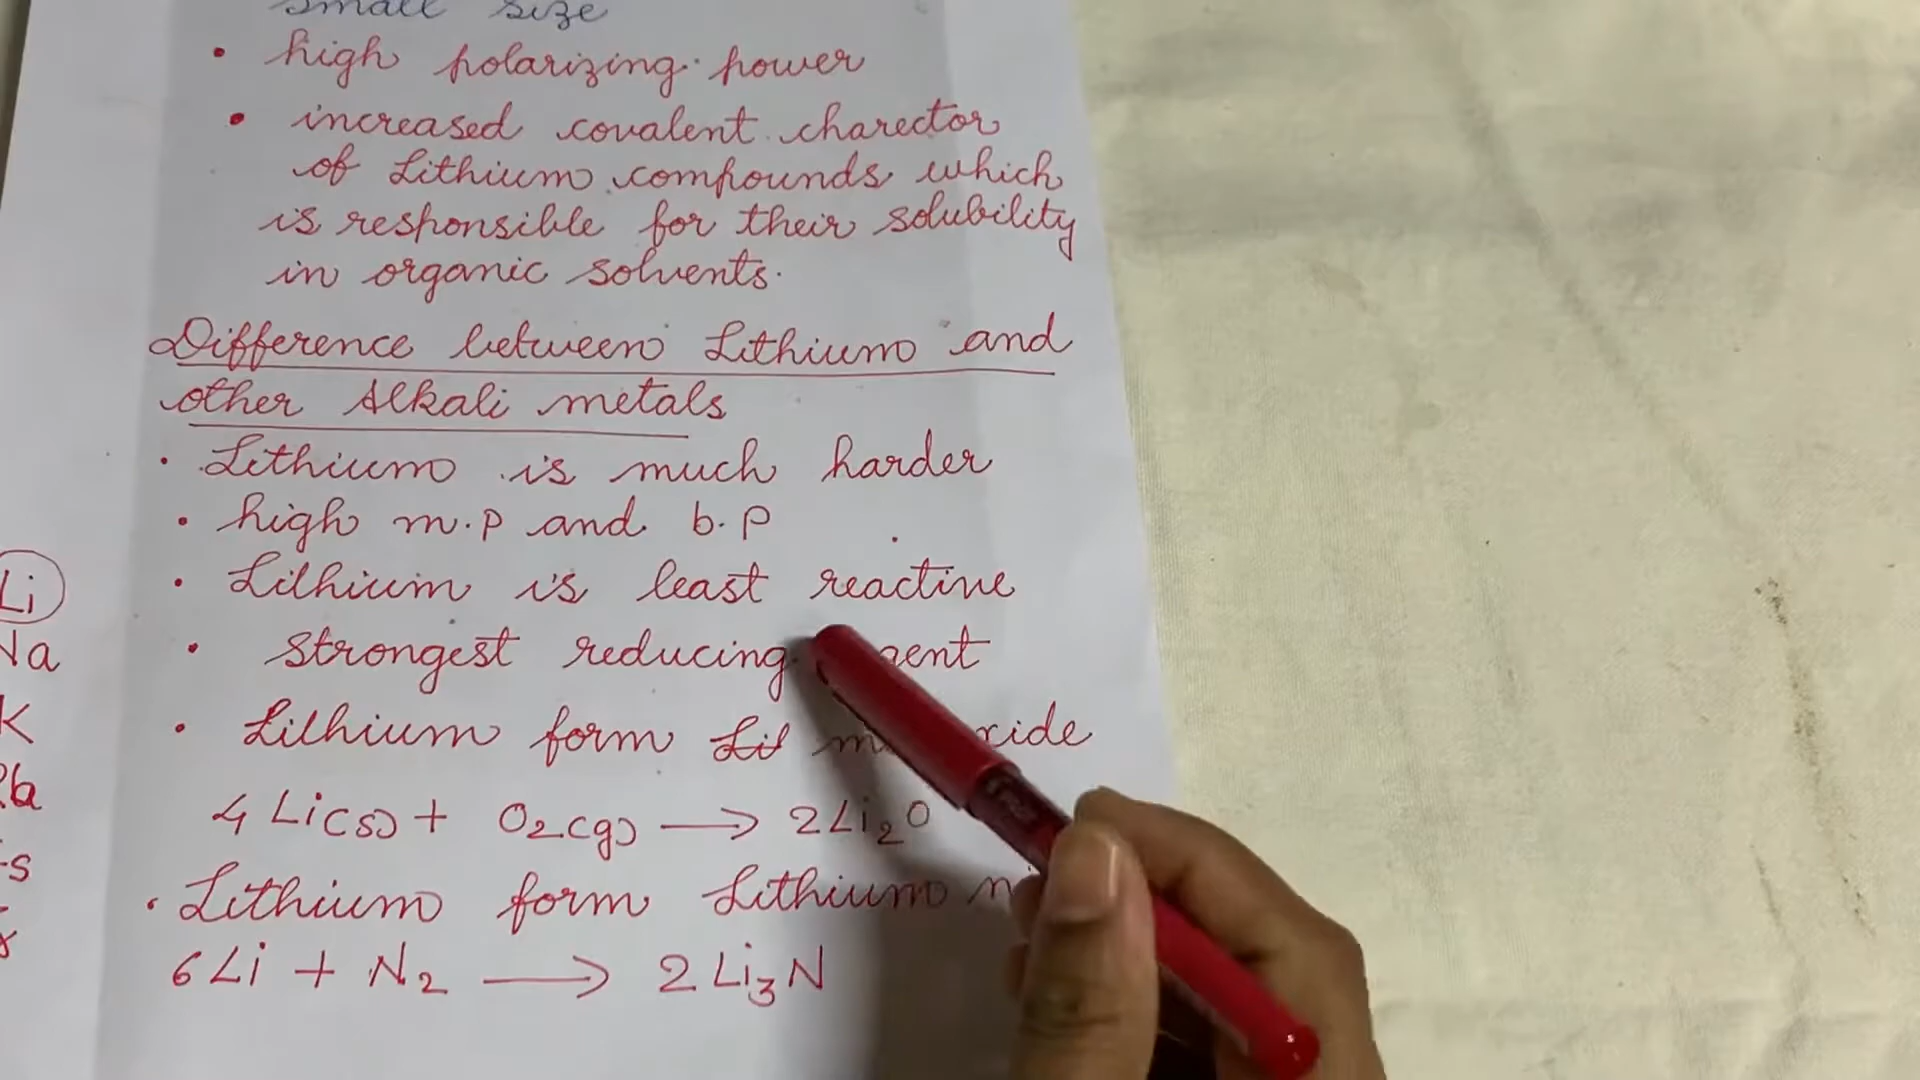 small size
• high polarizing power
• increased covalent charector
of Lithium compounds which
is responsible for their solubility
in organic solvents.
Difference between Lithium and
other Alkali metals
• Lithium is much harder
• high m.p and b.p
• Lithium is least reactive
• Strongest reducing
• Lithium form
4 Li(s) + O2(g) → 2Li2O
• Lithium form Lithium
6Li + N2 → 2Li3N
Li
Na
K
Rb